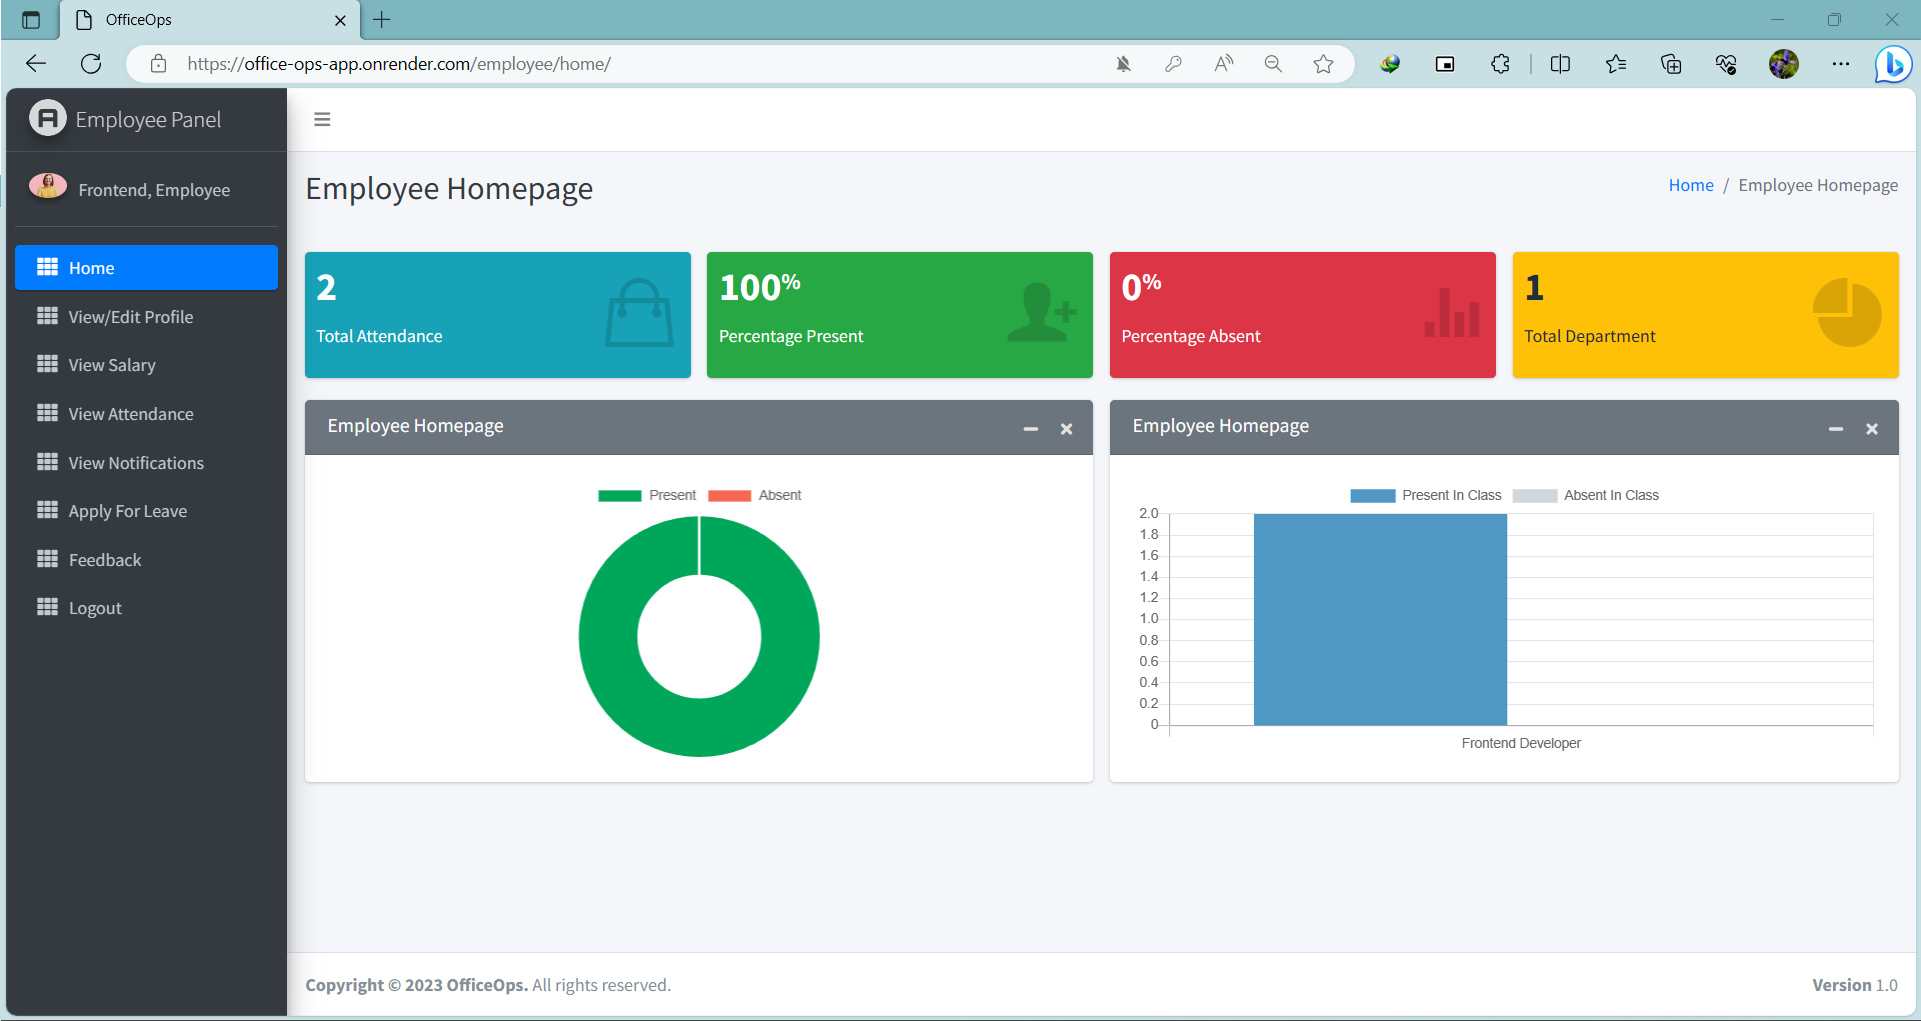 OfficeOps
https://office-ops-app.onrender.com/employee/home/
Employee Panel
Frontend, Employee
Home
View/Edit Profile
View Salary
View Attendance
View Notifications
Apply For Leave
Feedback
Logout
Employee Homepage
Home / Employee Homepage
2
Total Attendance
100%
Percentage Present
0%
Percentage Absent
1
Total Department
Employee Homepage
Present Absent
Employee Homepage
Present In Class Absent In Class
2.0
1.8
1.6
1.4
1.2
1.0
0.8
0.6
0.4
0.2
0
Frontend Developer
Copyright © 2023 OfficeOps. All rights reserved.
Version 1.0